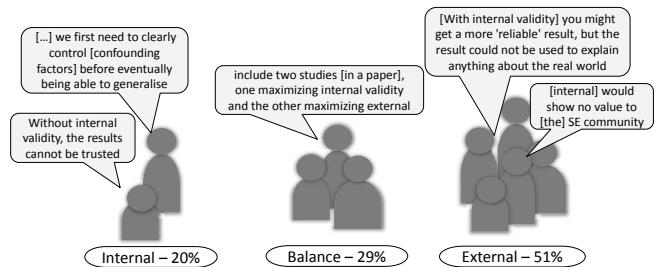 […] we first need to clearly
control [confounding
factors] before eventually
being able to generalise
Without internal
validity, the results
cannot be trusted
include two studies [in a paper],
one maximizing internal validity
and the other maximizing external
[With internal validity] you might
get a more 'reliable' result, but the
result could not be used to explain
anything about the real world
[internal] would
show no value to
[the] SE community
Internal – 20%
Balance – 29%
External – 51%